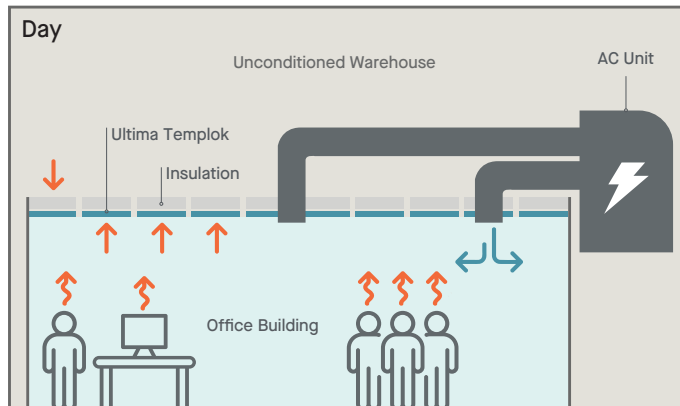 Day
Unconditioned Warehouse
AC Unit
Ultima Templok
Insulation
Office Building